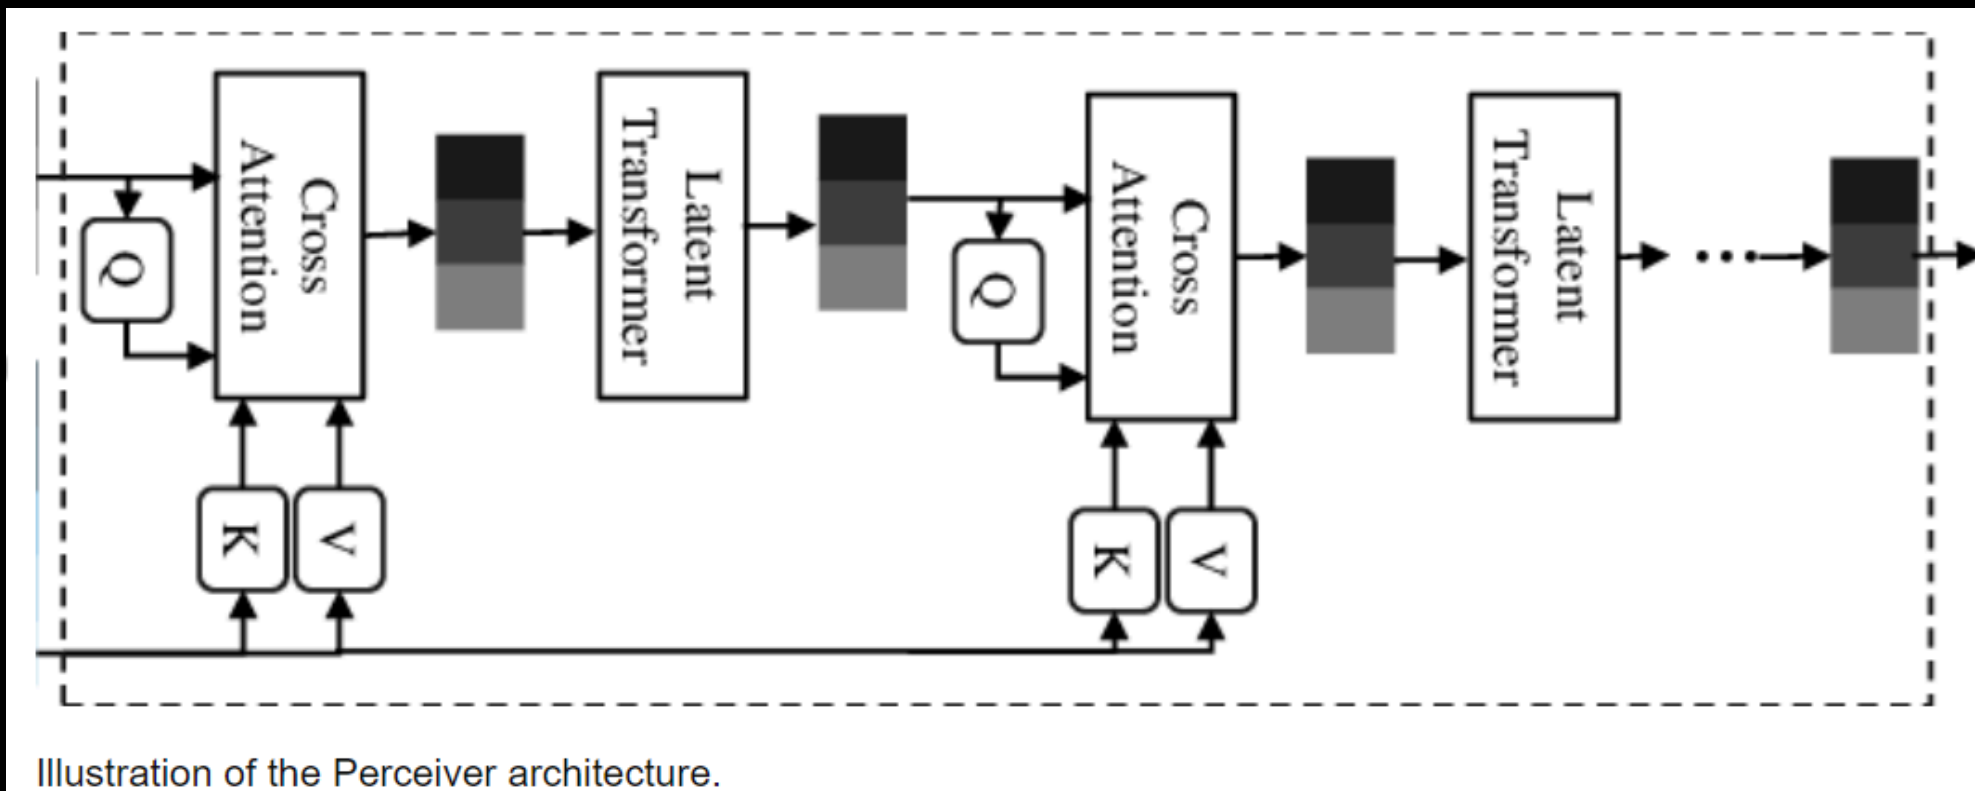 Cross
Attention
Q
K
V
Latent
Transformer
Cross
Attention
Q
K
V
Latent
Transformer
Illustration of the Perceiver architecture.